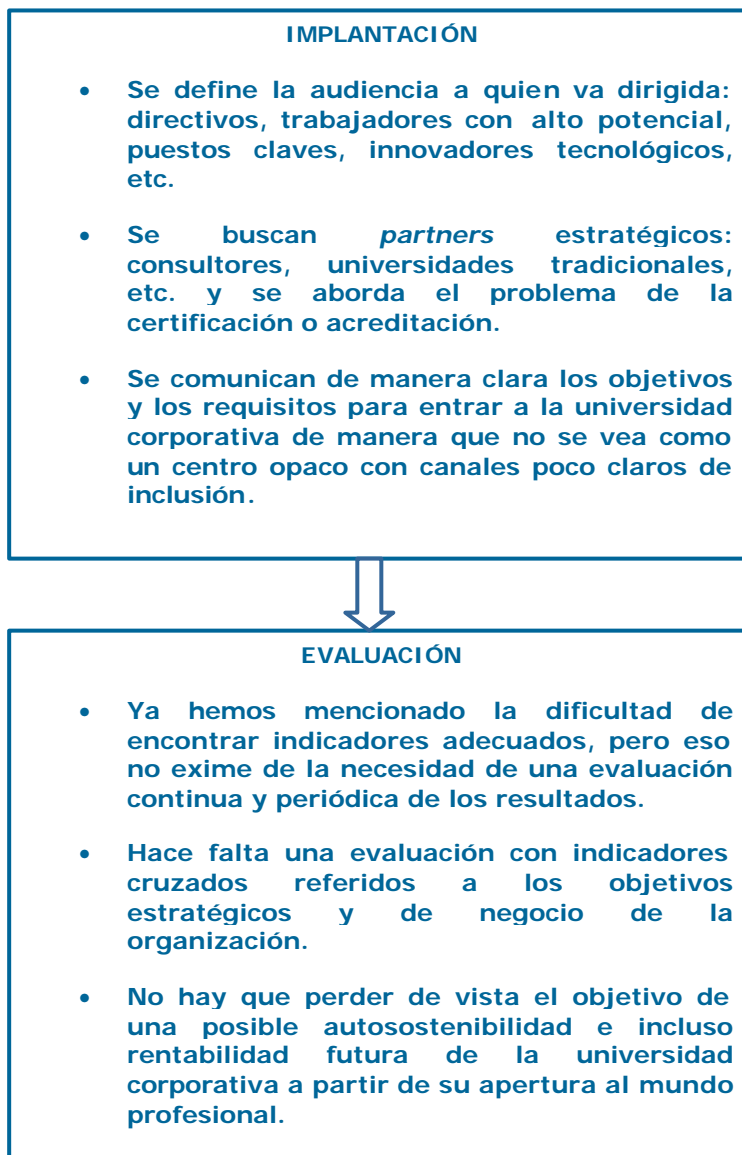 IMPLANTACIÓN
• Se define la audiencia a quien va dirigida:
directivos, trabajadores con alto potencial,
puestos claves, innovadores tecnológicos,
etc.
• Se buscan partners estratégicos:
consultores, universidades tradicionales,
etc. y se aborda el problema de la
certificación o acreditación.
• Se comunican de manera clara los objetivos
y los requisitos para entrar a la universidad
corporativa de manera que no se vea como
un centro opaco con canales poco claros de
inclusión.
EVALUACIÓN
• Ya hemos mencionado la dificultad de
encontrar indicadores adecuados, pero eso
no exime de la necesidad de una evaluación
continua y periódica de los resultados.
• Hace falta una evaluación con indicadores
cruzados referidos a los objetivos
estratégicos y de negocio de la
organización.
• No hay que perder de vista el objetivo de
una posible autosostenibilidad e incluso
rentabilidad futura de la universidad
corporativa a partir de su apertura al mundo
profesional.